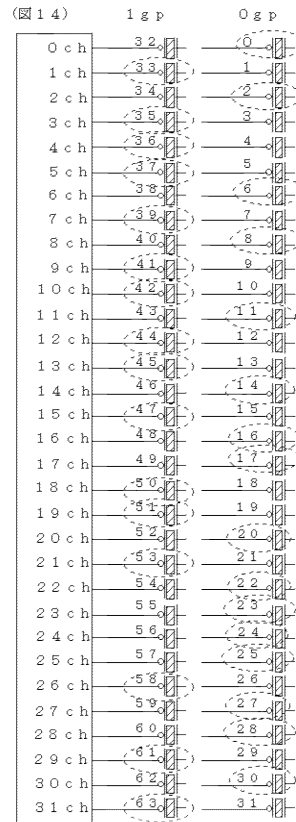 (図14) 1gp 0gp
0ch 32 0
1ch 33 1
2ch 34 2
3ch 35 3
4ch 36 4
5ch 37 5
6ch 38 6
7ch 39 7
8ch 40 8
9ch 41 9
10ch 42 10
11ch 43 11
12ch 44 12
13ch 45 13
14ch 46 14
15ch 47 15
16ch 48 16
17ch 49 17
18ch 50 18
19ch 51 19
20ch 52 20
21ch 53 21
22ch 54 22
23ch 55 23
24ch 56 24
25ch 57 25
26ch 58 26
27ch 59 27
28ch 60 28
29ch 61 29
30ch 62 30
31ch 63 31